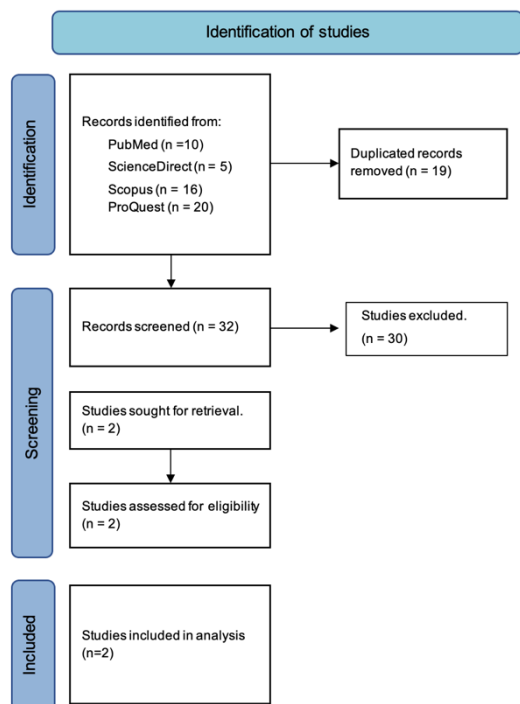 Identification of studies
Identification
Records identified from:
PubMed (n =10)
ScienceDirect (n = 5)
Scopus (n = 16)
ProQuest (n = 20)
Duplicated records
removed (n = 19)
Screening
Records screened (n = 32)
Studies excluded.
(n = 30)
Studies sought for retrieval.
(n = 2)
Studies assessed for eligibility
(n = 2)
Included
Studies included in analysis
(n=2)